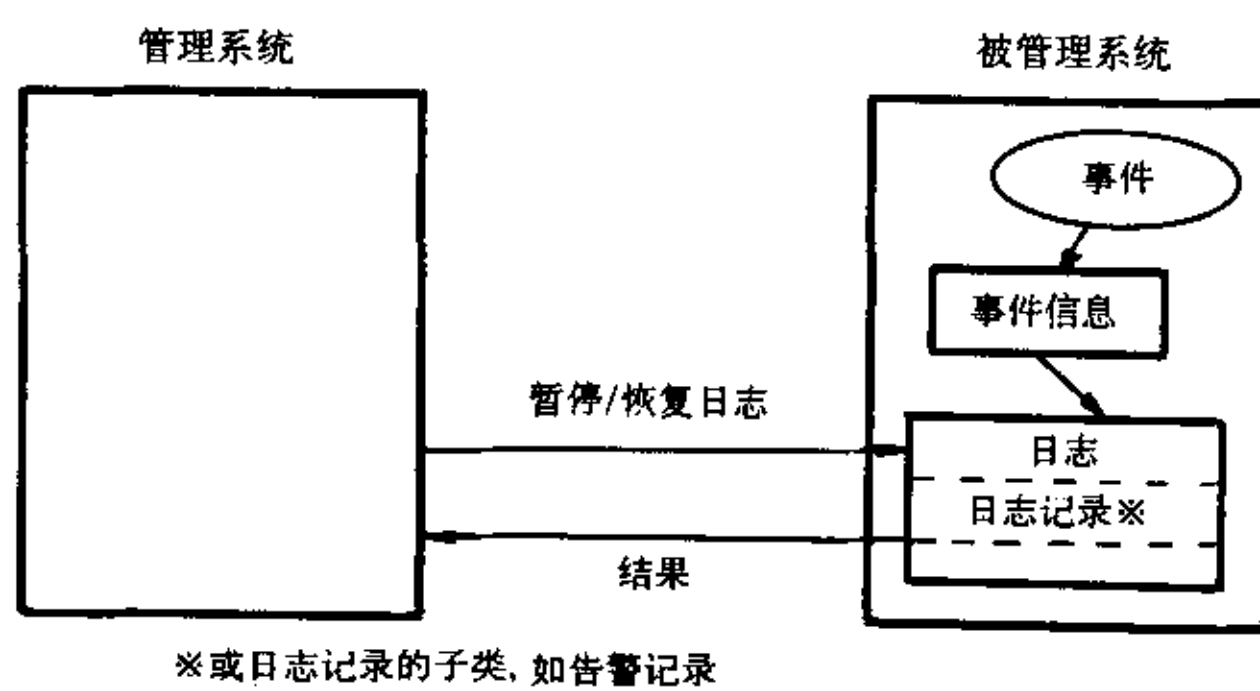 管理系统
被管理系统
事件
事件信息
暂停/恢复日志
日志
日志记录※
结果
※或日志记录的子类, 如告警记录